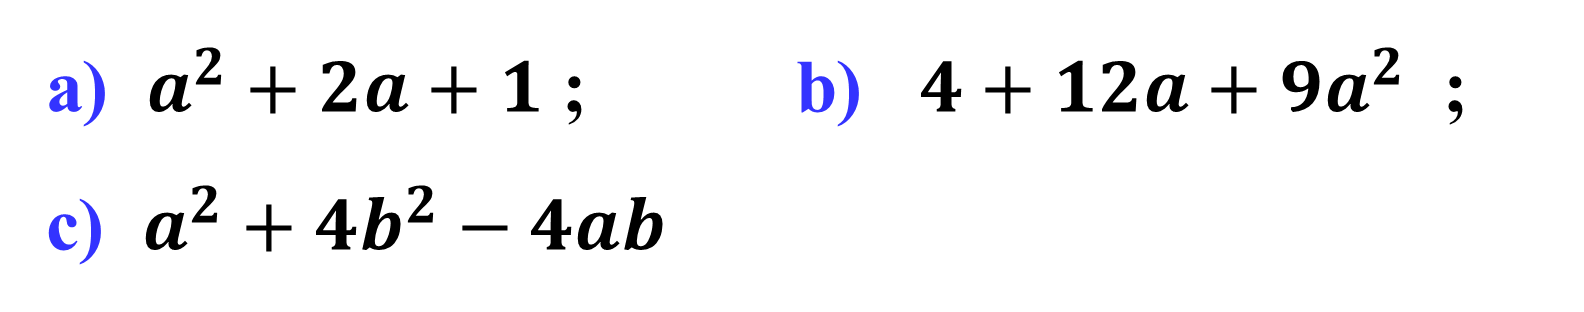 a) a² + 2a + 1 ; b) 4 + 12a + 9a² ;
c) a² + 4b² − 4ab